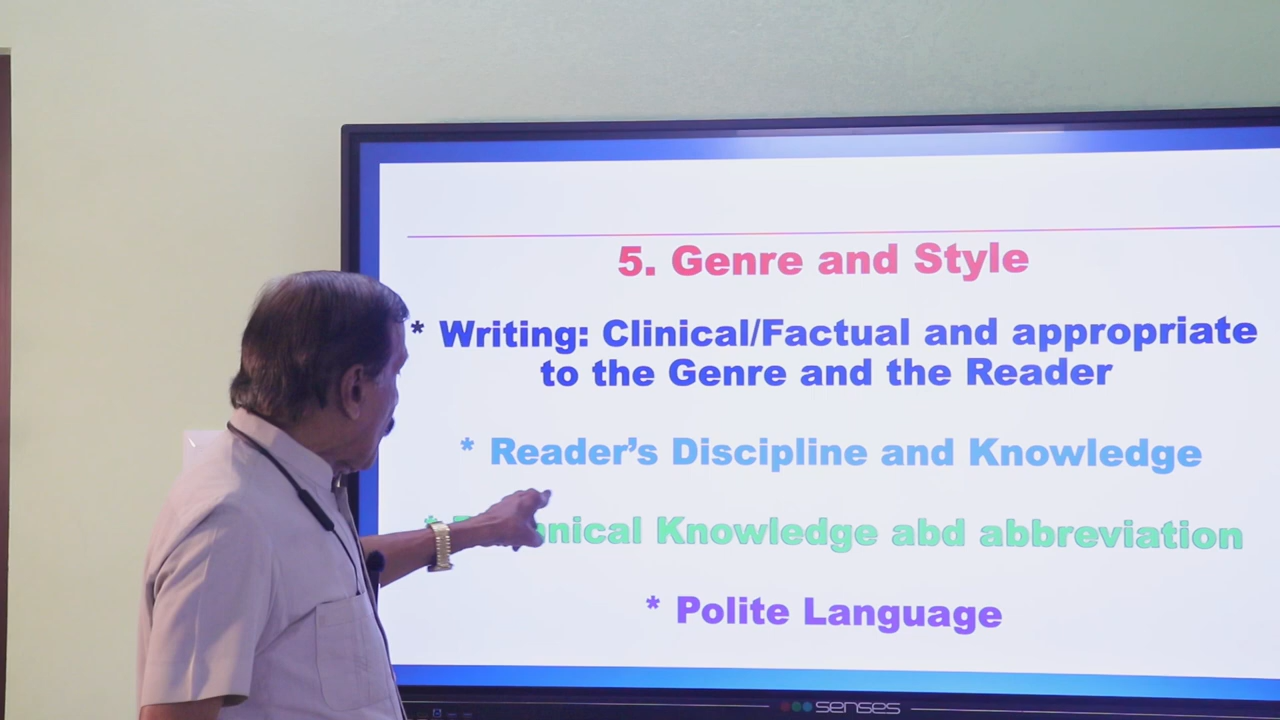 5. Genre and Style
* Writing: Clinical/Factual and appropriate
to the Genre and the Reader
* Reader's Discipline and Knowledge
* Knowledge abd abbreviation
* Polite Language
senses